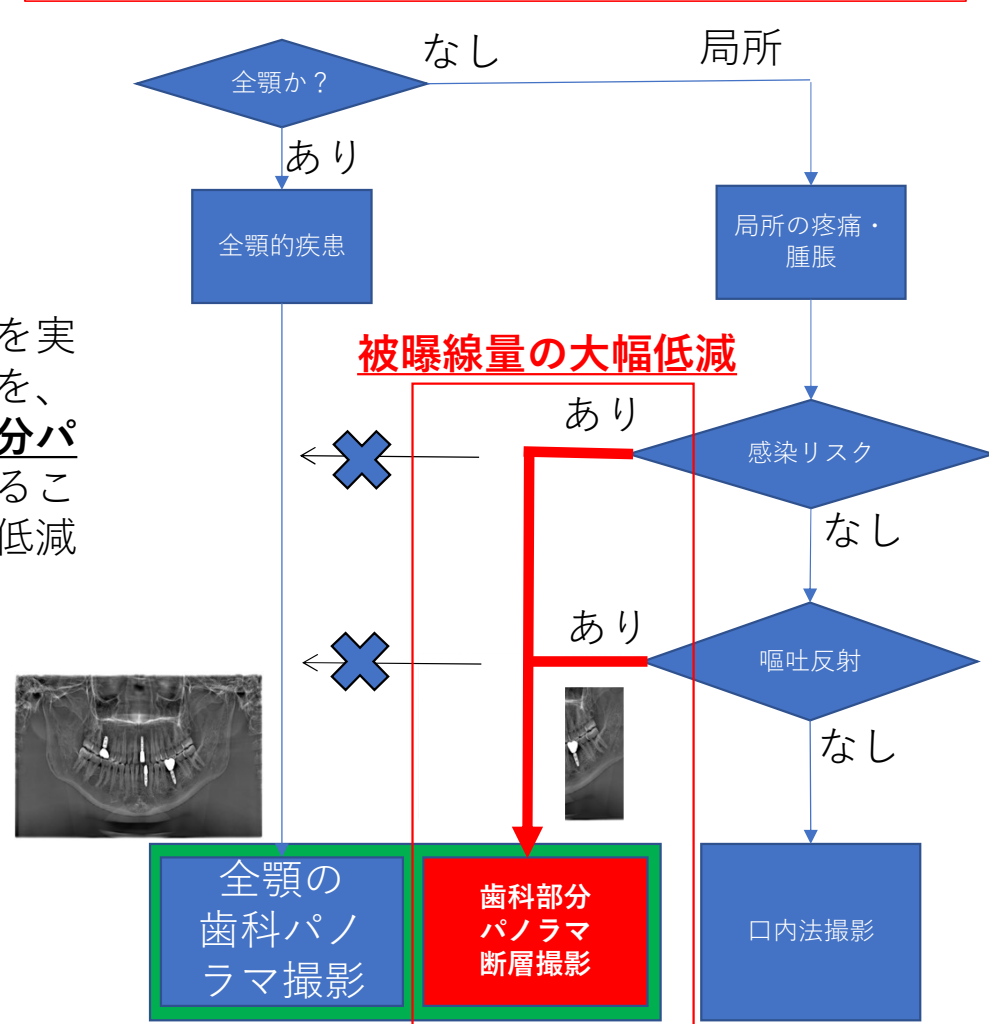 なし
局所
全顎か？
あり
全顎的疾患
局所の疼痛・
腫脹
を実
を、
分パ
るこ
低減
被曝線量の大幅低減
あり
感染リスク
なし
あり
嘔吐反射
なし
全顎の
歯科パノ
ラマ撮影
歯科部分
パノラマ
断層撮影
口内法撮影